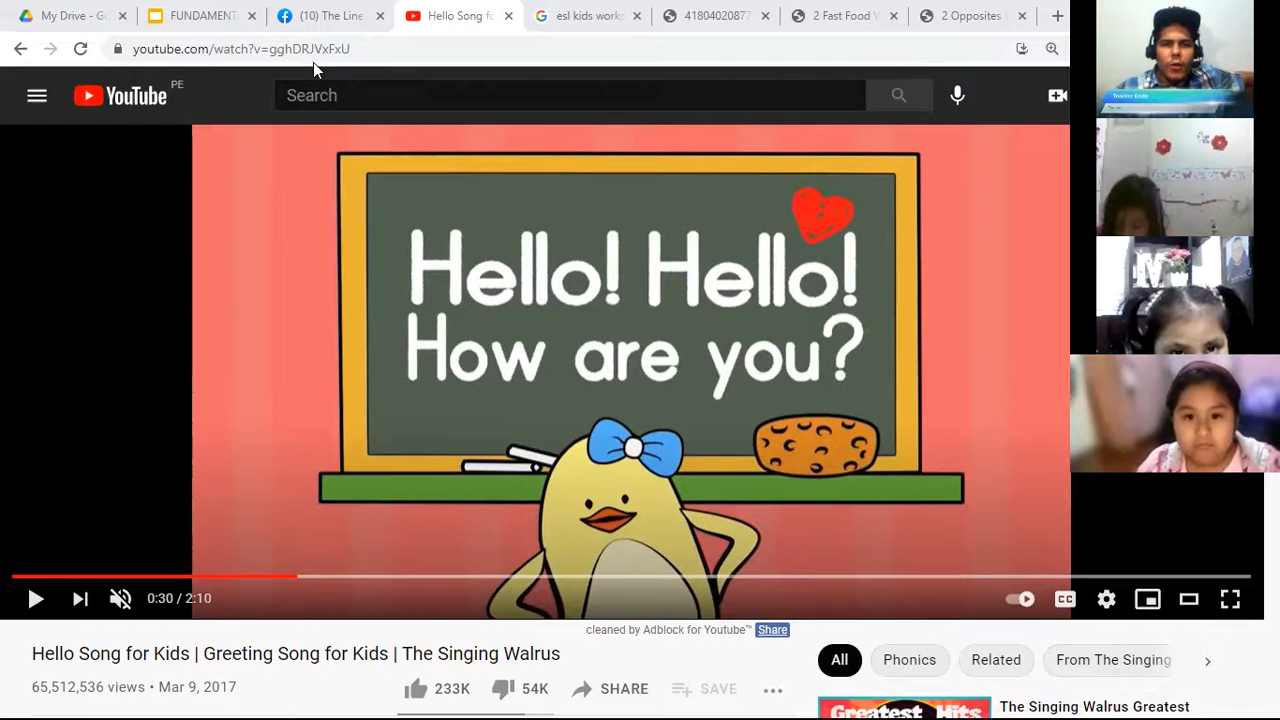 My Drive - G
FUNDAMENT
(10) The Line
Hello Song fo
esl kids works
41804020877
2 Fast Food V
2 Opposites
youtube.com/watch?v=gghDRJVxFxU
YouTube
PE
Search
Hello! Hello!
How are you?
0:30 / 2:10
CC
cleaned by Adblock for Youtube™ Share
Hello Song for Kids | Greeting Song for Kids | The Singing Walrus
65,512,536 views • Mar 9, 2017
233K
54K
SHARE
SAVE
All
Phonics
Related
From The Singing
Greatest Hits
The Singing Walrus Greatest